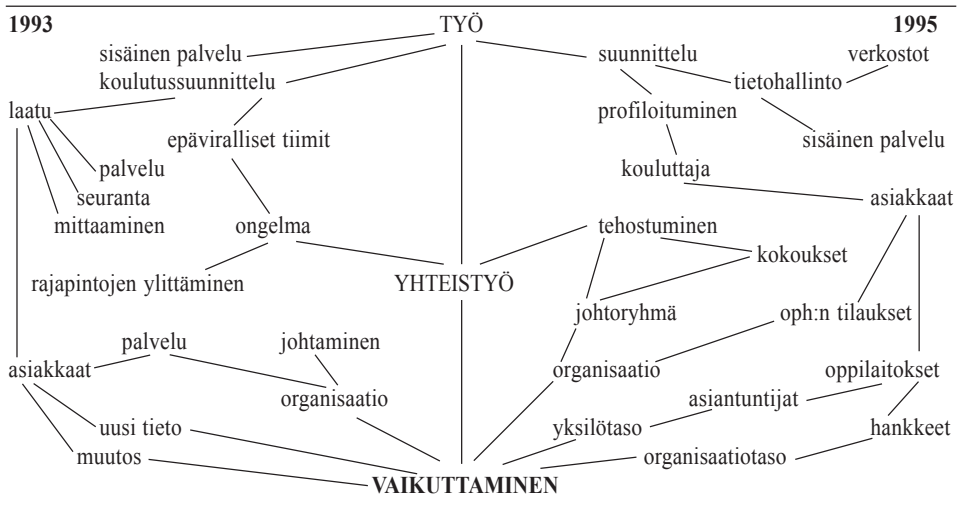 1993 TYÖ 1995
sisäinen palvelu suunnittelu verkostot
koulutussuunnittelu tietohallinto
laatu profiloituminen
epäviralliset tiimit sisäinen palvelu
palvelu kouluttaja
seuranta asiakkaat
mittaaminen ongelma tehostuminen
kokoukset
rajapintojen ylittäminen YHTEISTYÖ
johtoryhmä oph:n tilaukset
palvelu johtaminen
asiakkaat organisaatio oppilaitokset
organisaatio asiantuntijat
uusi tieto yksilötaso hankkeet
muutos organisaatiotaso
VAIKUTTAMINEN